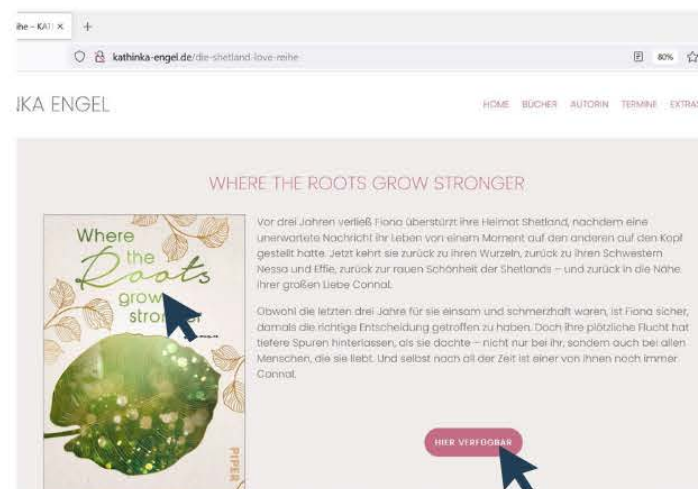 ihe – KATI ×
+
kathinka-engel.de/die-shetland-love-reihe
80%
IKA ENGEL
HOME BÜCHER AUTORIN TERMINE EXTRAS
WHERE THE ROOTS GROW STRONGER
Where
the
Roots
grow
PIPER
Vor drei Jahren verließ Fiona überstürzt ihre Heimat Shetland, nachdem eine
unerwartete Nachricht ihr Leben von einem Moment auf den anderen auf den Kopf
gestellt hatte. Jetzt kehrt sie zurück zu ihren Wurzeln, zurück zu ihren Schwestern
Nessa und Effie, zurück zur rauen Schönheit der Shetlands – und zurück in die Nähe
ihrer großen Liebe Connal.
Obwohl die letzten drei Jahre für sie einsam und schmerzhaft waren, ist Fiona sicher,
damals die richtige Entscheidung getroffen zu haben. Doch ihre plötzliche Flucht hat
tiefere Spuren hinterlassen, als sie dachte – nicht nur bei ihr, sondern auch bei allen
Menschen, die sie liebt. Und selbst nach all der Zeit ist einer von ihnen noch immer
Connal.
HIER VERFÜGBAR